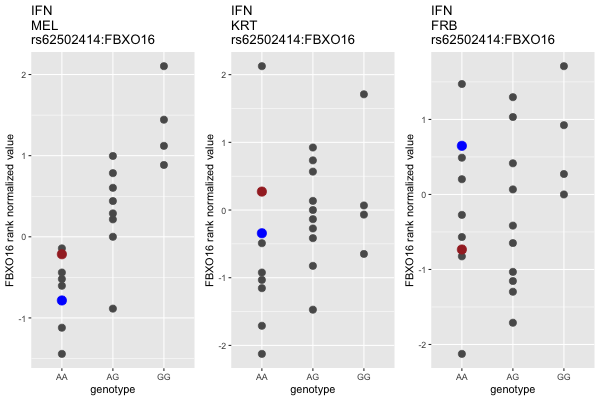 IFN
MEL
rs62502414:FBXO16
FBXO16 rank normalized value
2
1
0
-1
AA
AG
GG
genotype
IFN
KRT
rs62502414:FBXO16
FBXO16 rank normalized value
2
1
0
-1
-2
AA
AG
GG
genotype
IFN
FRB
rs62502414:FBXO16
FBXO16 rank normalized value
1
0
-1
-2
AA
AG
GG
genotype